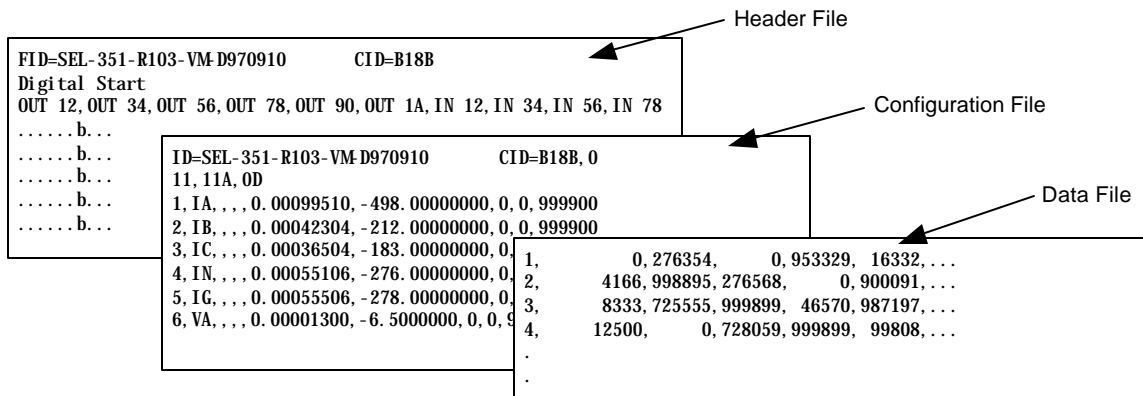 Header File
FID=SEL-351-R103-VM-D970910 CID=B18B
Digital Start
OUT 12,OUT 34,OUT 56,OUT 78,OUT 90,OUT 1A,IN 12,IN 34,IN 56,IN 78
......b...
......b...
......b...
......b...
......b...
Configuration File
ID=SEL-351-R103-VM-D970910 CID=B18B,0
11,11A,0D
1,IA,,,,0.00099510,-498.00000000,0,0,999900
2,IB,,,,0.00042304,-212.00000000,0,0,999900
3,IC,,,,0.00036504,-183.00000000,0,
4,IN,,,,0.00055106,-276.00000000,0,
5,IG,,,,0.00055506,-278.00000000,0,
6,VA,,,,0.00001300,-6.5000000,0,0,9
Data File
1, 0,276354, 0,953329, 16332,...
2, 4166,998895,276568, 0,900091,...
3, 8333,725555,999899, 46570,987197,...
4, 12500, 0,728059,999899, 99808,...
.
.